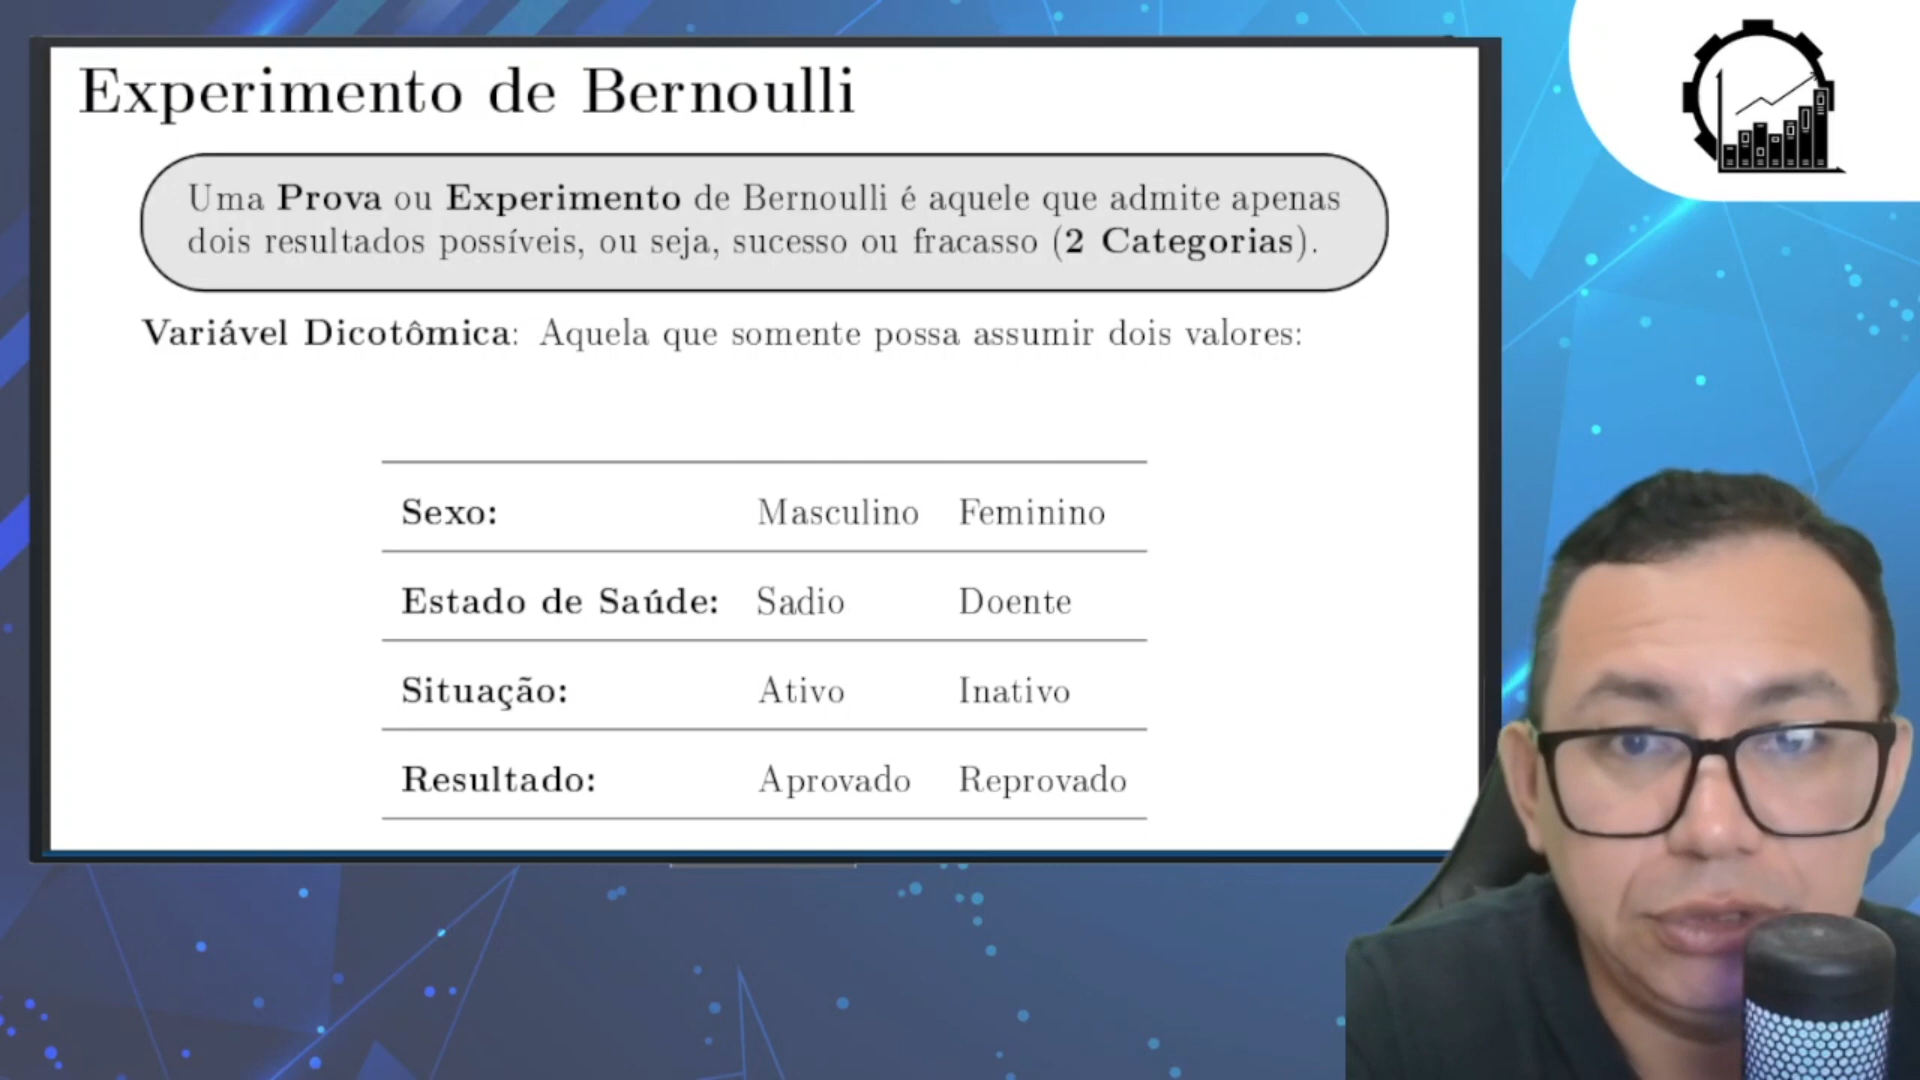 Experimento de Bernoulli
Uma Prova ou Experimento de Bernoulli é aquele que admite apenas
dois resultados possíveis, ou seja, sucesso ou fracasso (2 Categorias).
Variável Dicotômica: Aquela que somente possa assumir dois valores:
Sexo: Masculino Feminino
Estado de Saúde: Sadio Doente
Situação: Ativo Inativo
Resultado: Aprovado Reprovado